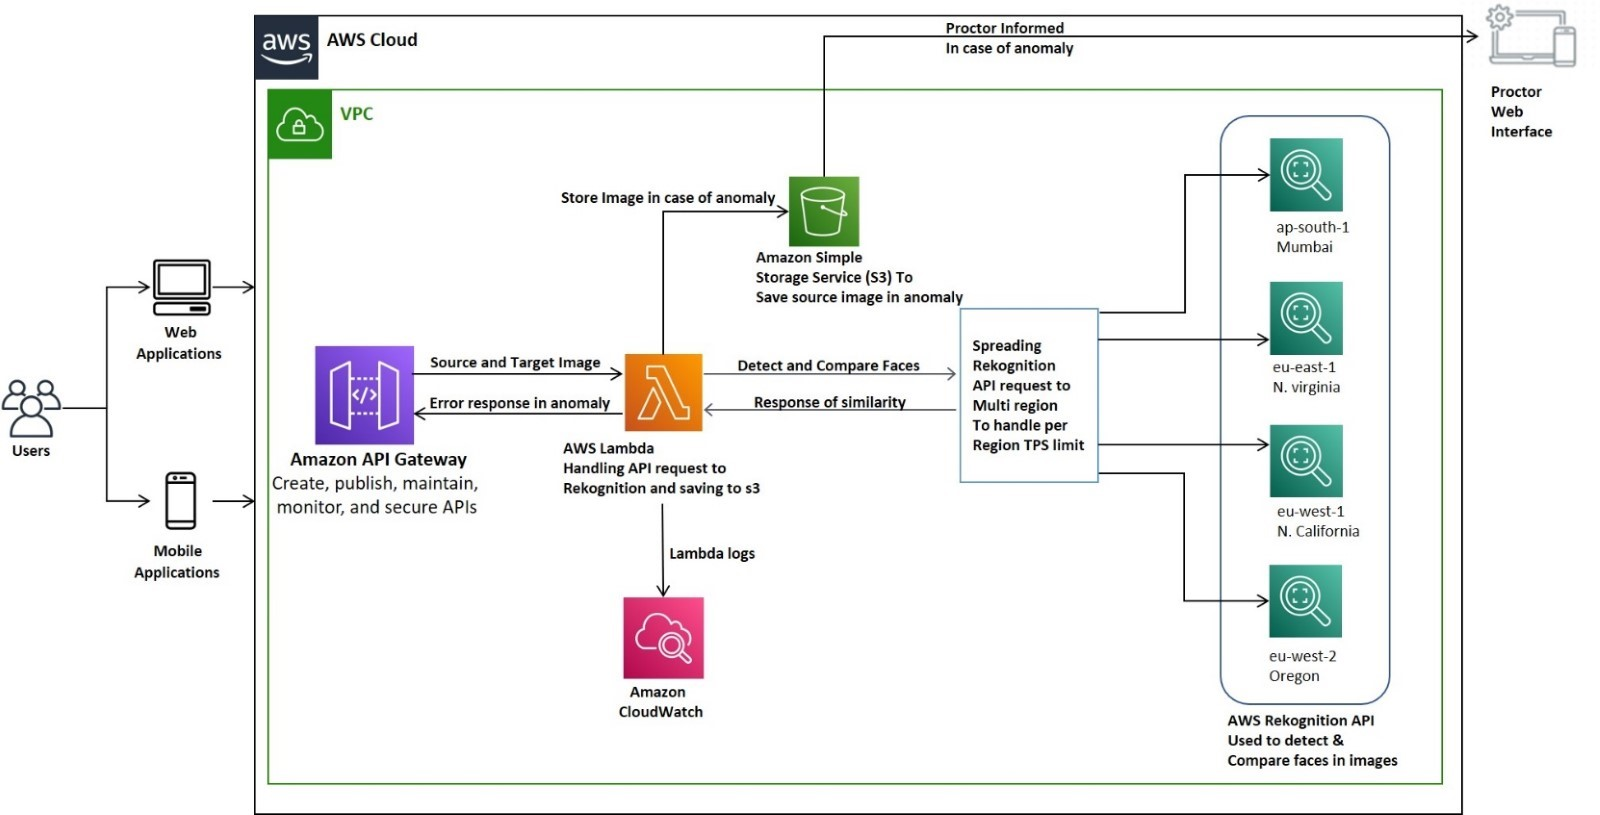 aws
AWS Cloud
Proctor Informed
In case of anomaly
Proctor
Web
Interface
VPC
Store Image in case of anomaly
Amazon Simple
Storage Service (S3) To
Save source image in anomaly
ap-south-1
Mumbai
Users
Web
Applications
Mobile
Applications
</>
Amazon API Gateway
Create, publish, maintain,
monitor, and secure APIs
Source and Target Image
Error response in anomaly
AWS Lambda
Handling API request to
Rekognition and saving to s3
Detect and Compare Faces
Response of similarity
Spreading
Rekognition
API request to
Multi region
To handle per
Region TPS limit
eu-east-1
N. virginia
eu-west-1
N. California
eu-west-2
Oregon
Lambda logs
Amazon
CloudWatch
AWS Rekognition API
Used to detect &
Compare faces in images